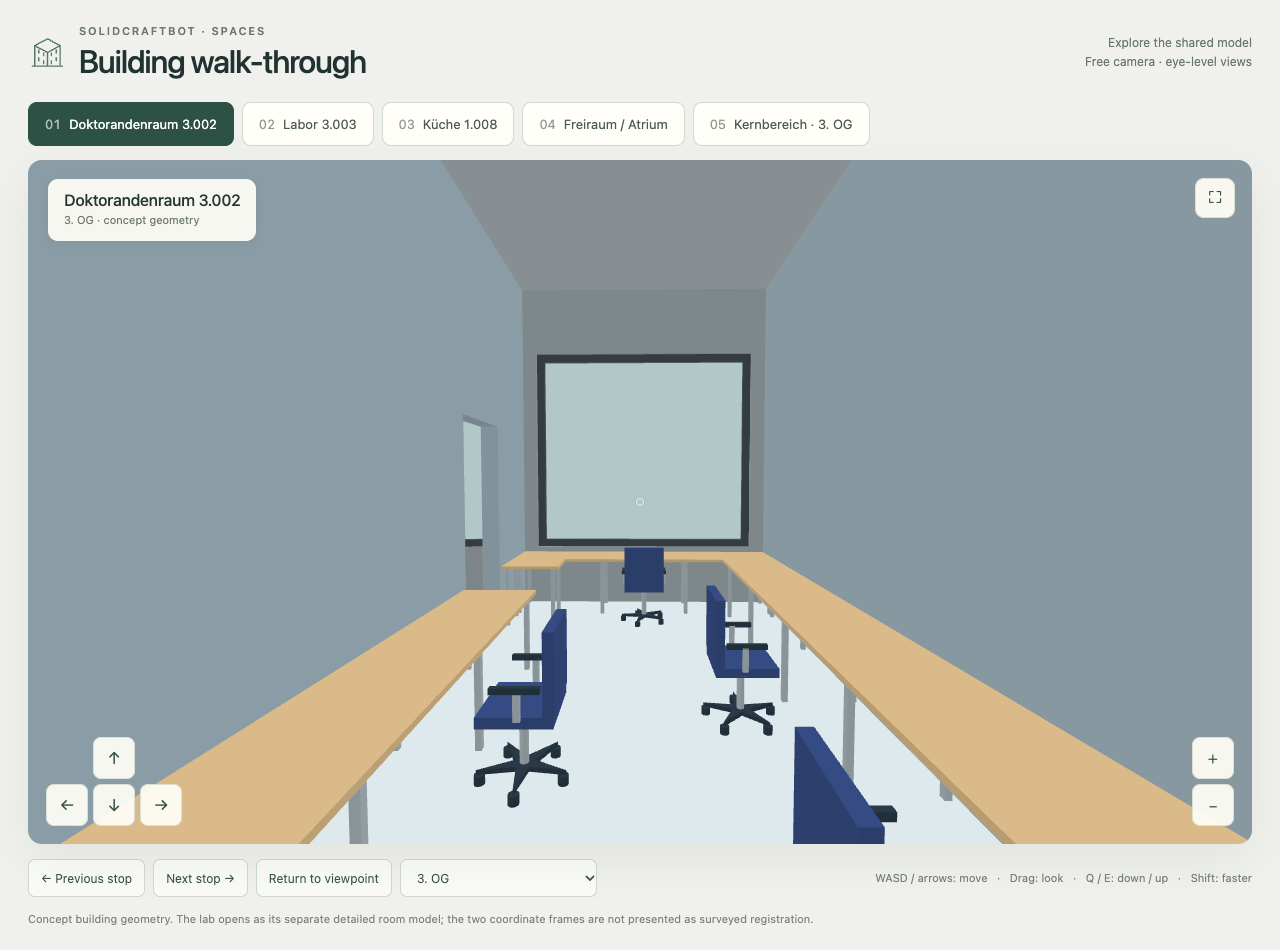 SOLIDCRAFTBOT · SPACES
Building walk-through
Explore the shared model
Free camera · eye-level views
01 Doktorandenraum 3.002
02 Labor 3.003
03 Küche 1.008
04 Freiraum / Atrium
05 Kernbereich · 3. OG
Doktorandenraum 3.002
3. OG · concept geometry
↑
← ↓ →
+
−
← Previous stop
Next stop →
Return to viewpoint
3. OG
WASD / arrows: move · Drag: look · Q / E: down / up · Shift: faster
Concept building geometry. The lab opens as its separate detailed room model; the two coordinate frames are not presented as surveyed registration.